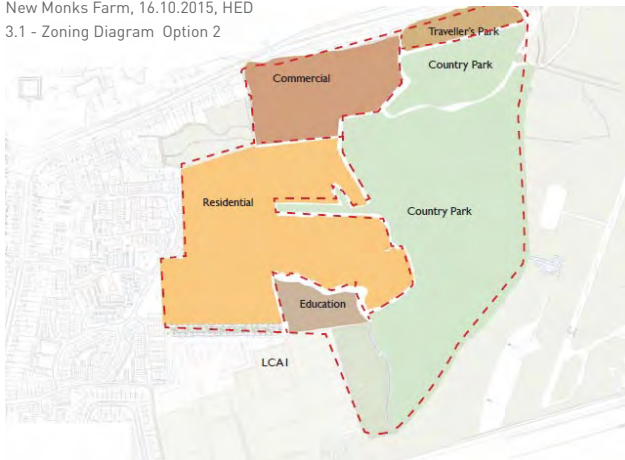 New Monks Farm, 16.10.2015, HED
3.1 - Zoning Diagram Option 2
Traveller's Park
Country Park
Commercial
Residential
Country Park
Education
LCA1